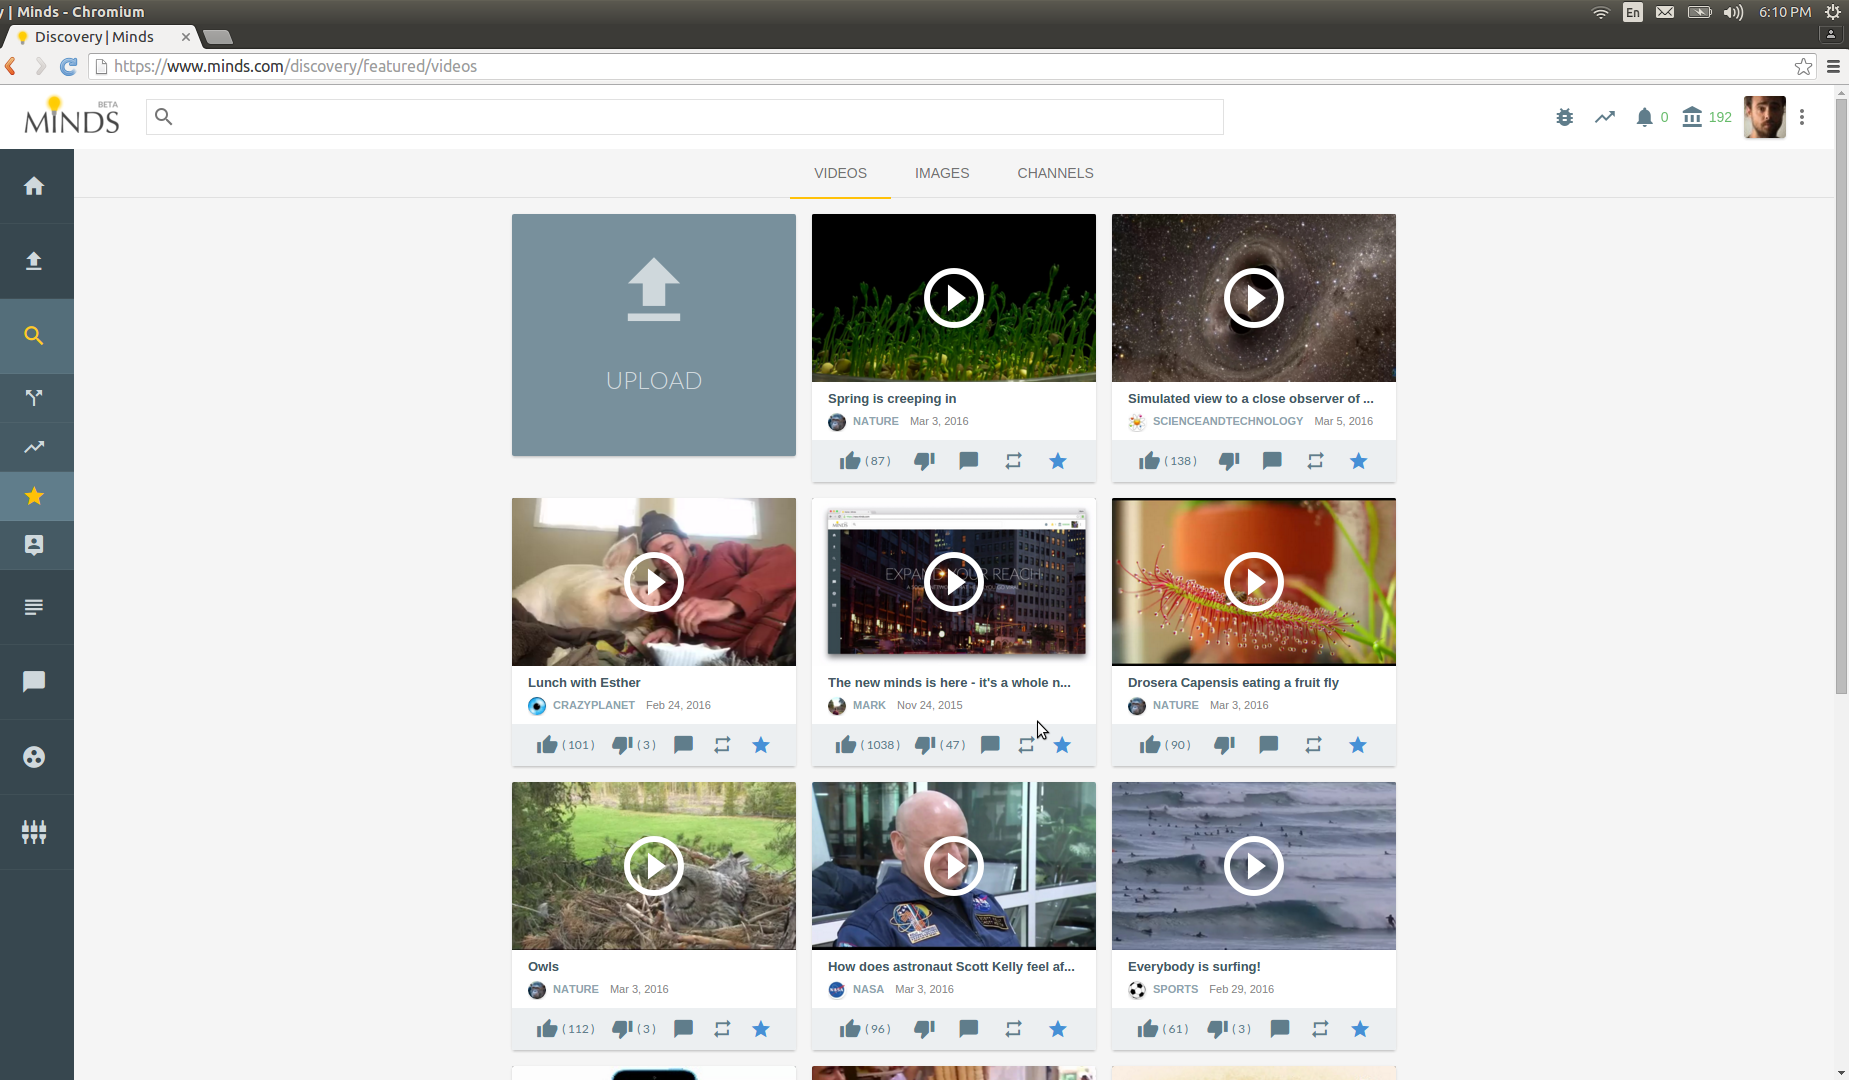 y | Minds - Chromium
En
6:10 PM
Discovery | Minds
https://www.minds.com/discovery/featured/videos
BETA
MINDS
0
192
VIDEOS
IMAGES
CHANNELS
UPLOAD
Spring is creeping in
NATURE Mar 3, 2016
(87)
Simulated view to a close observer of ...
SCIENCEANDTECHNOLOGY Mar 5, 2016
(138)
Lunch with Esther
CRAZYPLANET Feb 24, 2016
(101) (3)
MINDS
EXPAND YOUR REACH
The new minds is here - it's a whole n...
MARK Nov 24, 2015
(1038) (47)
Drosera Capensis eating a fruit fly
NATURE Mar 3, 2016
(90)
Owls
NATURE Mar 3, 2016
(112) (3)
How does astronaut Scott Kelly feel af...
NASA Mar 3, 2016
(96)
Everybody is surfing!
SPORTS Feb 29, 2016
(61) (3)